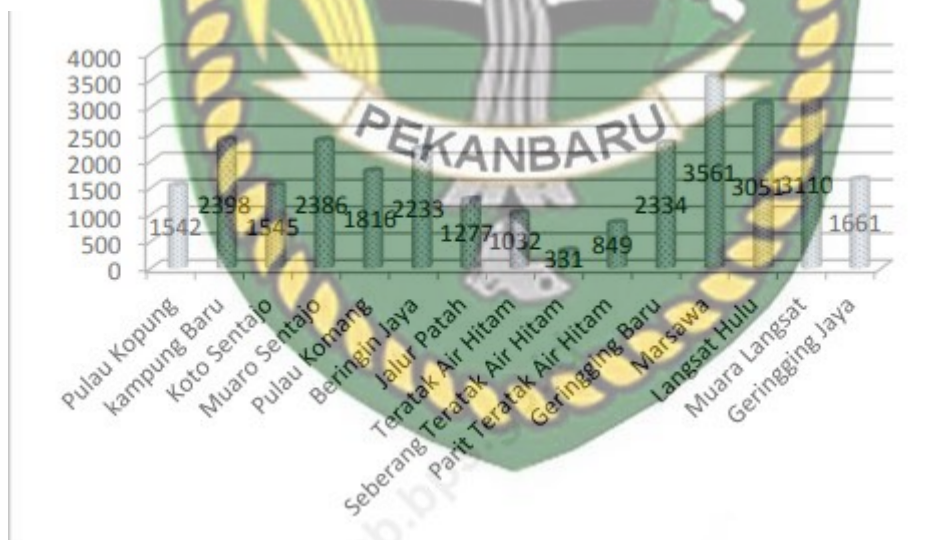 PEKANBARU
4000
3500
3000
2500
2000
1500
1000
500
0
1542
2398
1545
2386
1816
2233
1277
1032
331
849
2334
3561
3051
3110
1661
Pulau Kopung
kampung Baru
Koto Sentajo
Muaro Sentajo
Pulau Komang
Beringin Jaya
Jalur Patah
Teratak Air Hitam
Seberang Teratak Air Hitam
Parit Teratak Air Hitam
Geringging Baru
Marsawa
Langsat Hulu
Muara Langsat
Geringging Jaya
b.bps.g